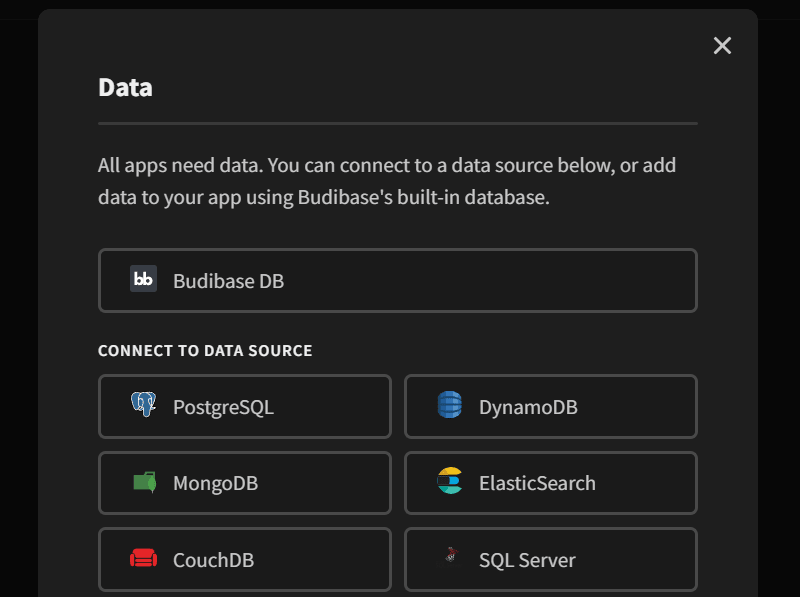 Data
All apps need data. You can connect to a data source below, or add
data to your app using Budibase's built-in database.
bb Budibase DB
CONNECT TO DATA SOURCE
PostgreSQL
DynamoDB
MongoDB
ElasticSearch
CouchDB
SQL Server